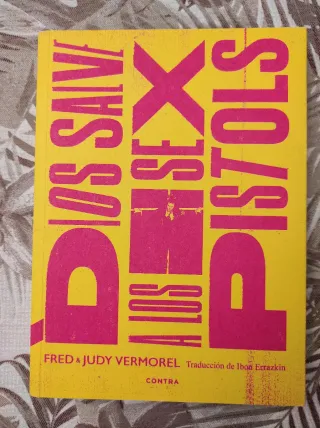 DIOS SALVE
A LOS SEX
PISTOLS
FRED & JUDY VERMOREL Traducción de Ibon Errazkin
CONTRA